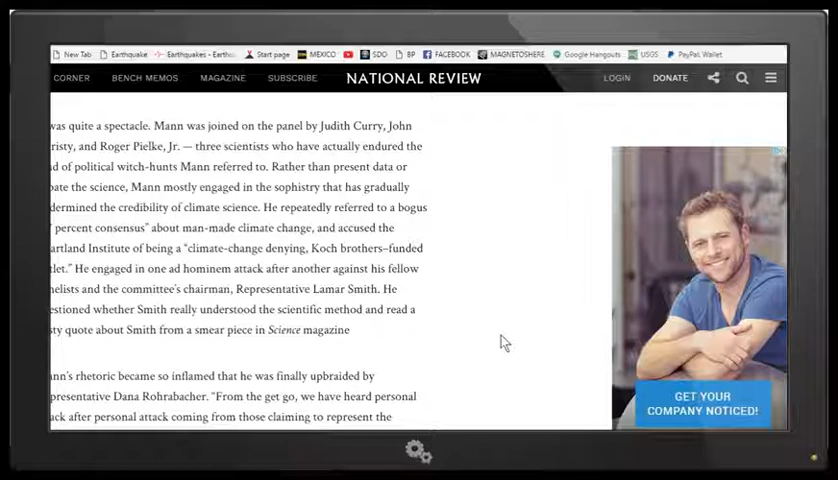 New Tab Earthquake Earthquakes - Earthc Start page MEXICO SDO BP FACEBOOK MAGNETOSHERE Google Hangouts USGS PayPal Wallet
CORNER BENCH MEMOS MAGAZINE SUBSCRIBE NATIONAL REVIEW LOGIN DONATE
was quite a spectacle. Mann was joined on the panel by Judith Curry, John
risty, and Roger Pielke, Jr. — three scientists who have actually endured the
d of political witch-hunts Mann referred to. Rather than present data or
bate the science, Mann mostly engaged in the sophistry that has gradually
dermined the credibility of climate science. He repeatedly referred to a bogus
percent consensus” about man-made climate change, and accused the
artland Institute of being a “climate-change denying, Koch brothers–funded
tlet.” He engaged in one ad hominem attack after another against his fellow
nelists and the committee’s chairman, Representative Lamar Smith. He
estioned whether Smith really understood the scientific method and read a
sty quote about Smith from a smear piece in Science magazine
ann’s rhetoric became so inflamed that he was finally upbraided by
presentative Dana Rohrabacher. “From the get go, we have heard personal
ack after personal attack coming from those claiming to represent the
GET YOUR
COMPANY NOTICED!